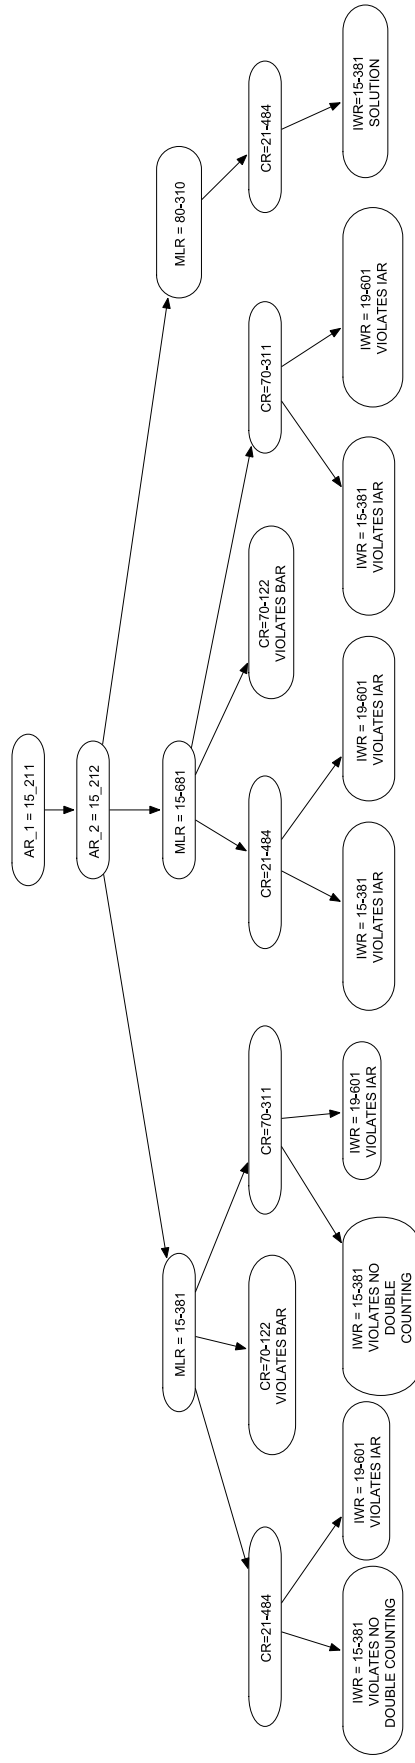 AR_1 = 15_211
AR_2 = 15_212
MLR = 15-381
MLR = 15-681
MLR = 80-310
CR=21-484
CR=70-122
VIOLATES BAR
CR=70-311
CR=21-484
CR=70-122
VIOLATES BAR
CR=70-311
CR=21-484
IWR = 15-381
VIOLATES NO
DOUBLE COUNTING
IWR = 19-601
VIOLATES IAR
IWR = 15-381
VIOLATES NO
DOUBLE
COUNTING
IWR = 19-601
VIOLATES IAR
IWR = 15-381
VIOLATES IAR
IWR = 19-601
VIOLATES IAR
IWR = 15-381
VIOLATES IAR
IWR = 19-601
VIOLATES IAR
IWR=15-381
SOLUTION